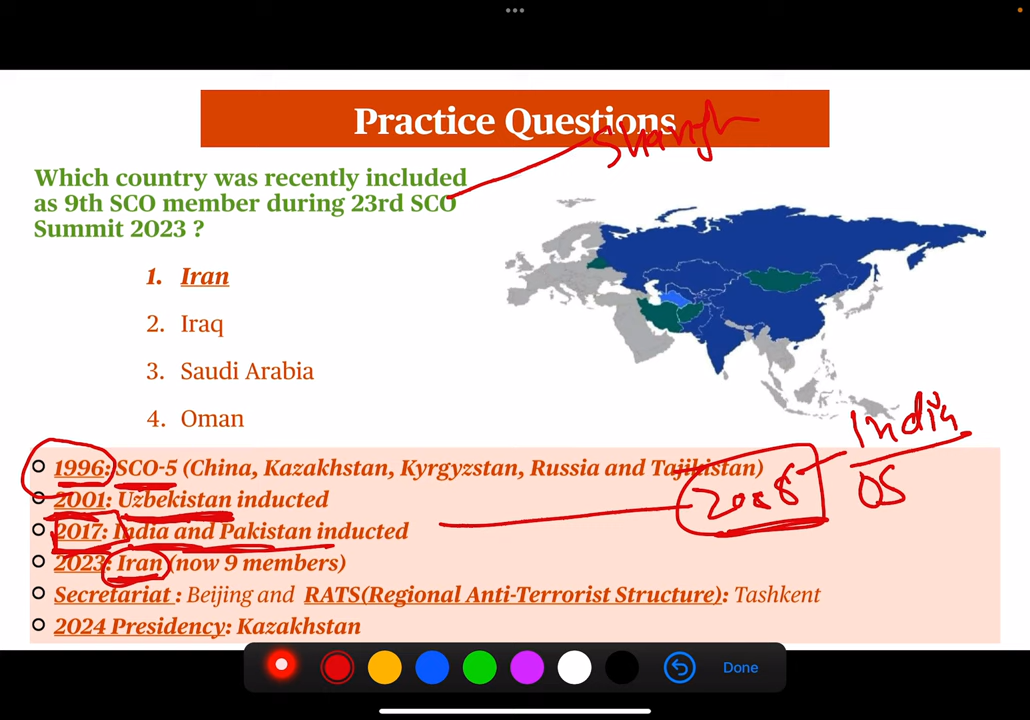 Practice Questions
Shangh
Which country was recently included
as 9th SCO member during 23rd SCO
Summit 2023 ?
1. Iran
2. Iraq
3. Saudi Arabia
4. Oman
India
OS
1996: SCO-5 (China, Kazakhstan, Kyrgyzstan, Russia and Tajikistan)
2001: Uzbekistan inducted
2017: India and Pakistan inducted
2023: Iran (now 9 members)
Secretariat : Beijing and RATS(Regional Anti-Terrorist Structure): Tashkent
2024 Presidency: Kazakhstan
Done